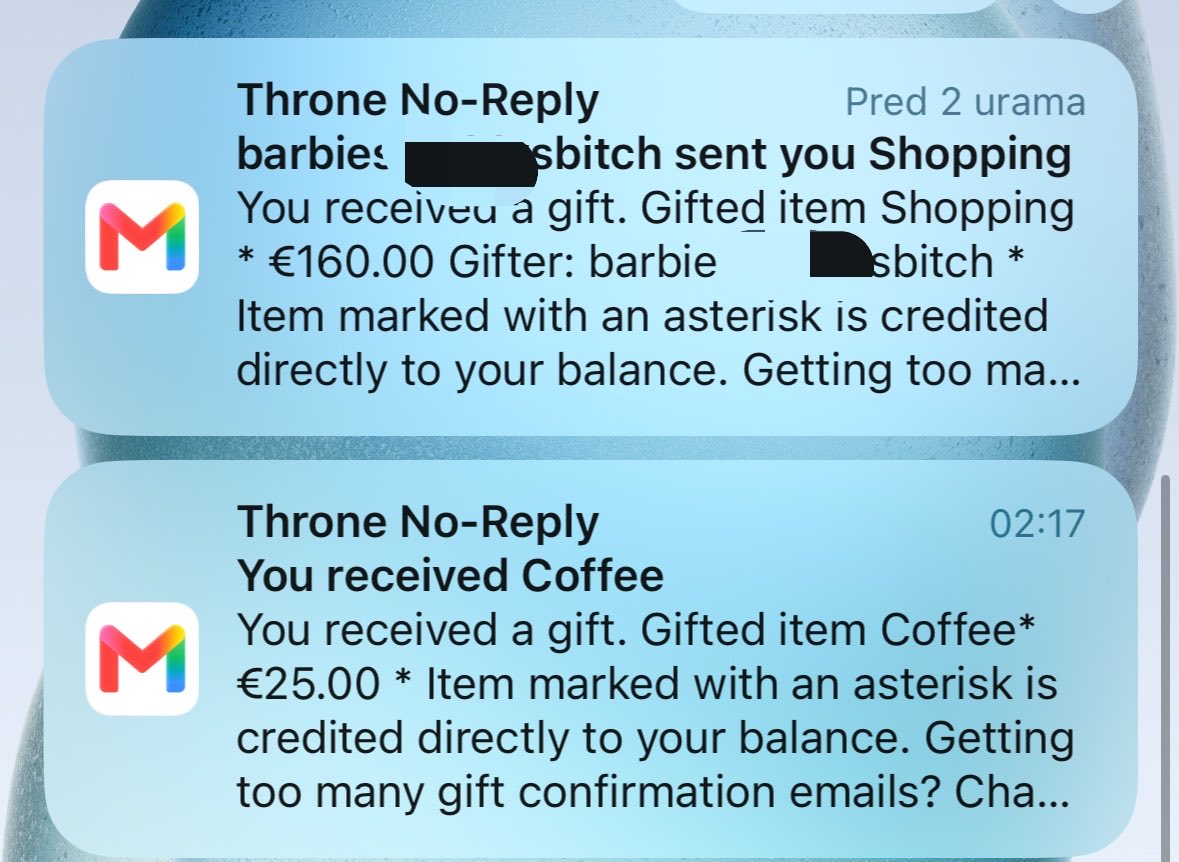 Throne No-Reply
Pred 2 urama
barbies sbitch sent you Shopping
You received a gift. Gifted item Shopping
* €160.00 Gifter: barbie sbitch *
Item marked with an asterisk is credited
directly to your balance. Getting too ma...
Throne No-Reply
02:17
You received Coffee
You received a gift. Gifted item Coffee*
€25.00 * Item marked with an asterisk is
credited directly to your balance. Getting
too many gift confirmation emails? Cha...